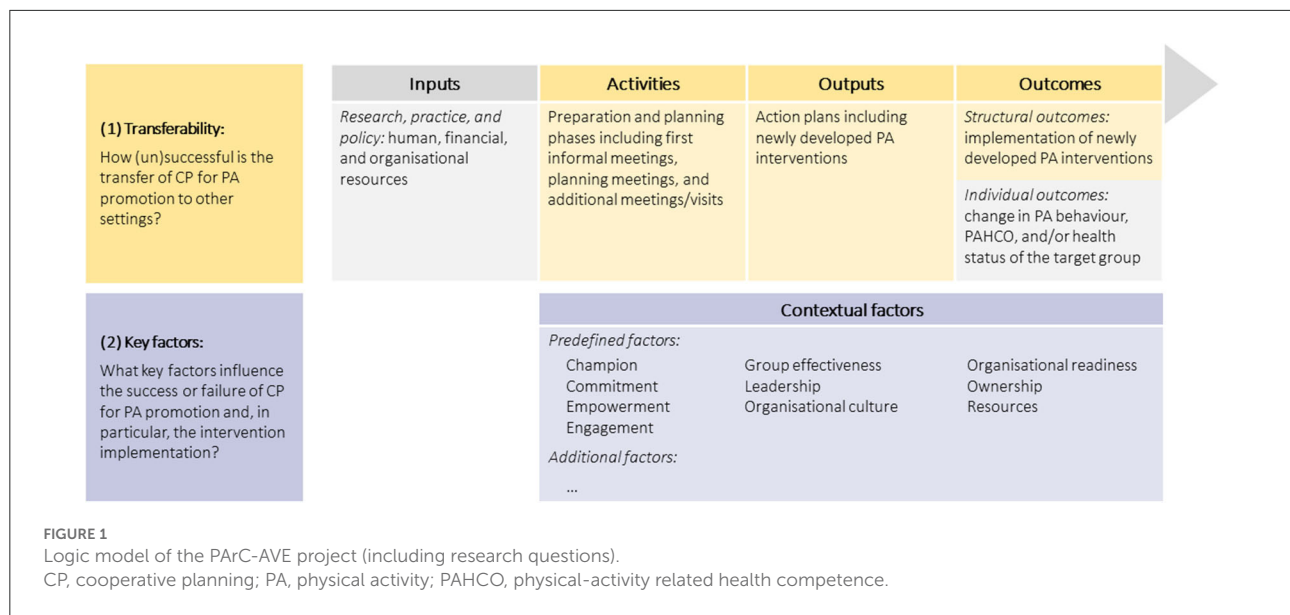 (1) Transferability:
How (un)successful is the
transfer of CP for PA
promotion to other
settings?
Inputs
Research, practice, and
policy: human, financial,
and organisational
resources
Activities
Preparation and planning
phases including first
informal meetings,
planning meetings, and
additional meetings/visits
Outputs
Action plans including
newly developed PA
interventions
Outcomes
Structural outcomes:
implementation of newly
developed PA interventions
Individual outcomes:
change in PA behaviour,
PAHCO, and/or health
status of the target group
(2) Key factors:
What key factors influence
the success or failure of CP
for PA promotion and, in
particular, the intervention
implementation?
Contextual factors
Predefined factors:
Champion
Commitment
Empowerment
Engagement
Group effectiveness
Leadership
Organisational culture
Organisational readiness
Ownership
Resources
Additional factors:
...
FIGURE 1
Logic model of the PArC-AVE project (including research questions).
CP, cooperative planning; PA, physical activity; PAHCO, physical-activity related health competence.